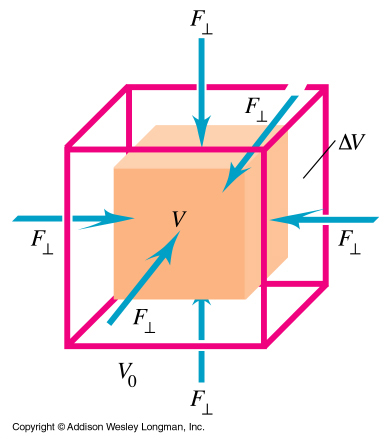 F⊥
F⊥
ΔV
V
F⊥
F⊥
F⊥
V₀
F⊥
Copyright © Addison Wesley Longman, Inc.